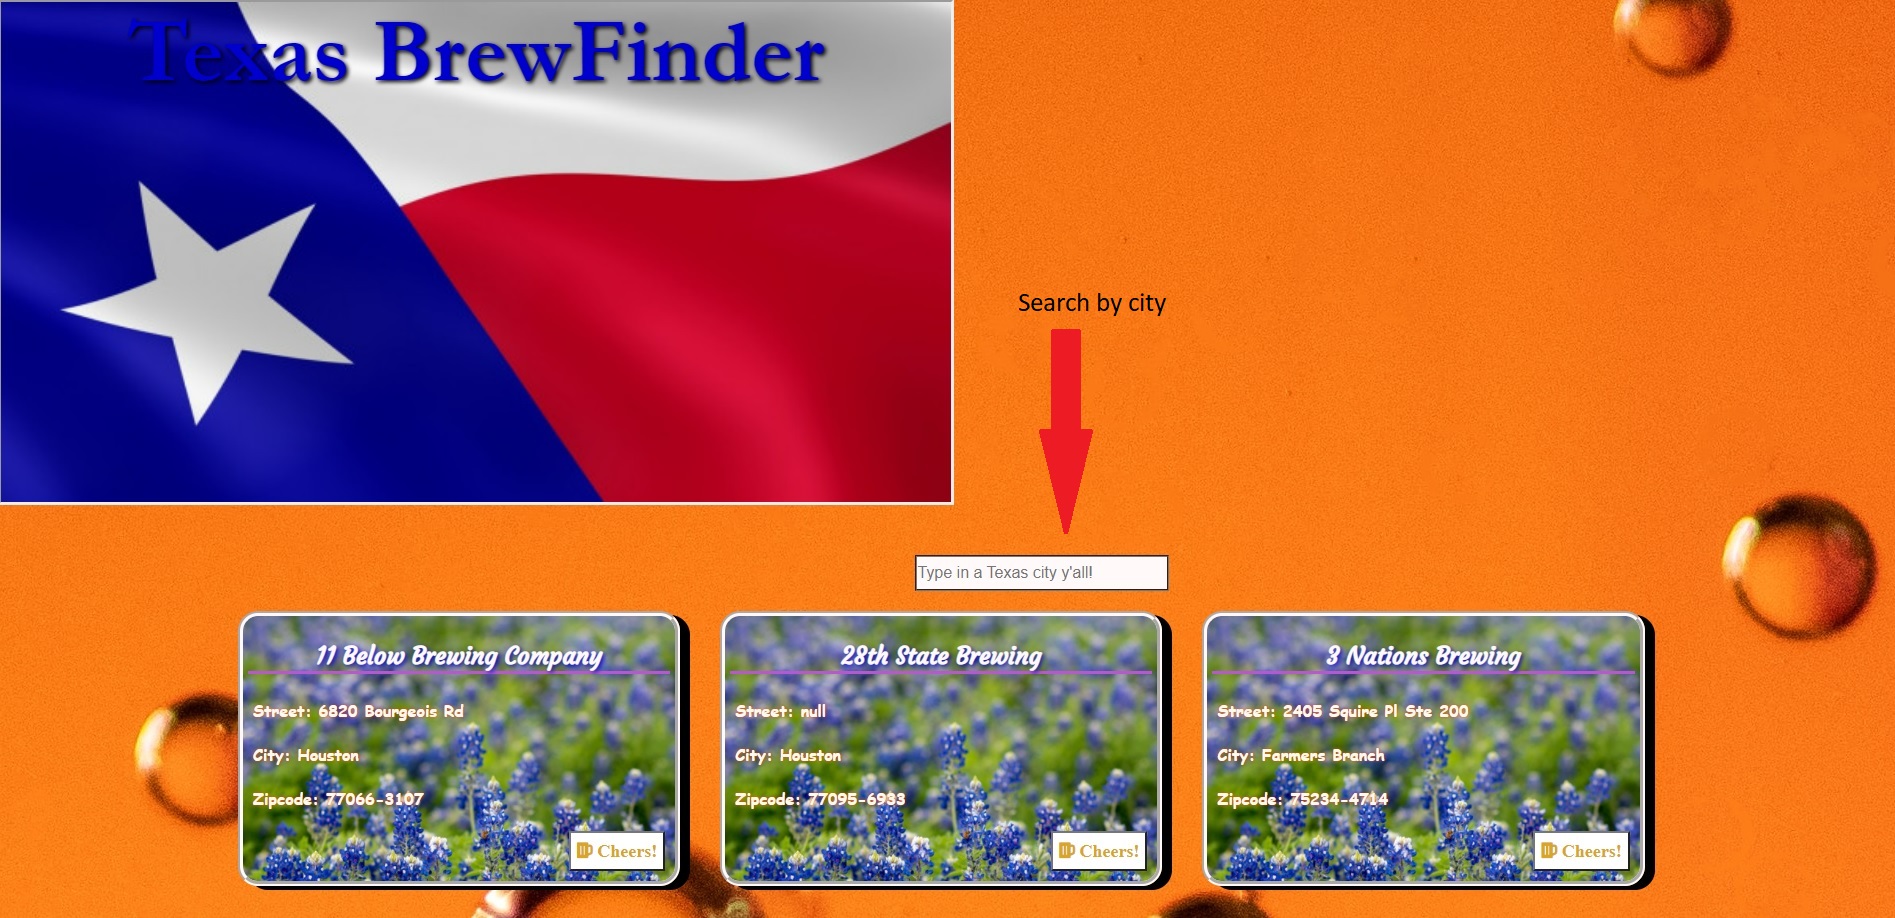 Texas BrewFinder
Search by city
Type in a Texas city y'all!
11 Below Brewing Company
Street: 6820 Bourgeois Rd
City: Houston
Zipcode: 77066-3107
Cheers!
28th State Brewing
Street: null
City: Houston
Zipcode: 77095-6933
Cheers!
3 Nations Brewing
Street: 2405 Squire Pl Ste 200
City: Farmers Branch
Zipcode: 75234-4714
Cheers!